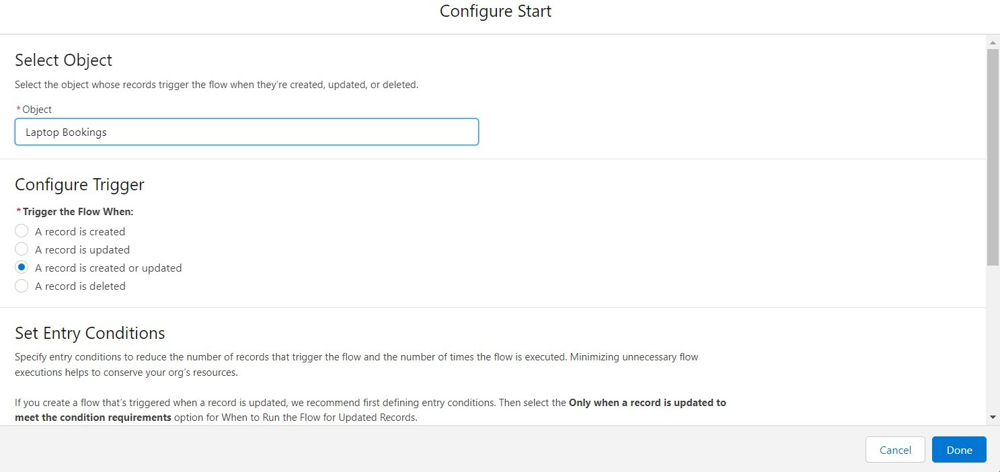 Configure Start
Select Object
Select the object whose records trigger the flow when they’re created, updated, or deleted.
*Object
Laptop Bookings
Configure Trigger
*Trigger the Flow When:
A record is created
A record is updated
A record is created or updated
A record is deleted
Set Entry Conditions
Specify entry conditions to reduce the number of records that trigger the flow and the number of times the flow is executed. Minimizing unnecessary flow
executions helps to conserve your org’s resources.
If you create a flow that’s triggered when a record is updated, we recommend first defining entry conditions. Then select the Only when a record is updated to
meet the condition requirements option for When to Run the Flow for Updated Records.
Cancel Done